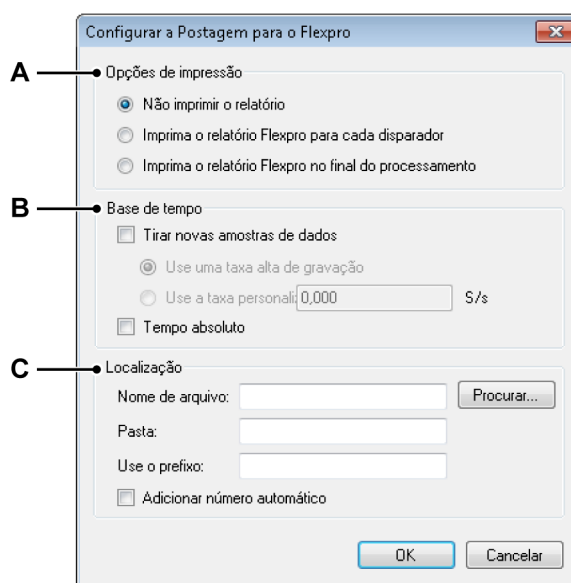 Configurar a Postagem para o Flexpro
A
Opções de impressão
Não imprimir o relatório
Imprima o relatório Flexpro para cada disparador
Imprima o relatório Flexpro no final do processamento
B
Base de tempo
Tirar novas amostras de dados
Use uma taxa alta de gravação
Use a taxa personali: 0,000 S/s
Tempo absoluto
C
Localização
Nome de arquivo: Procurar...
Pasta:
Use o prefixo:
Adicionar número automático
OK Cancelar